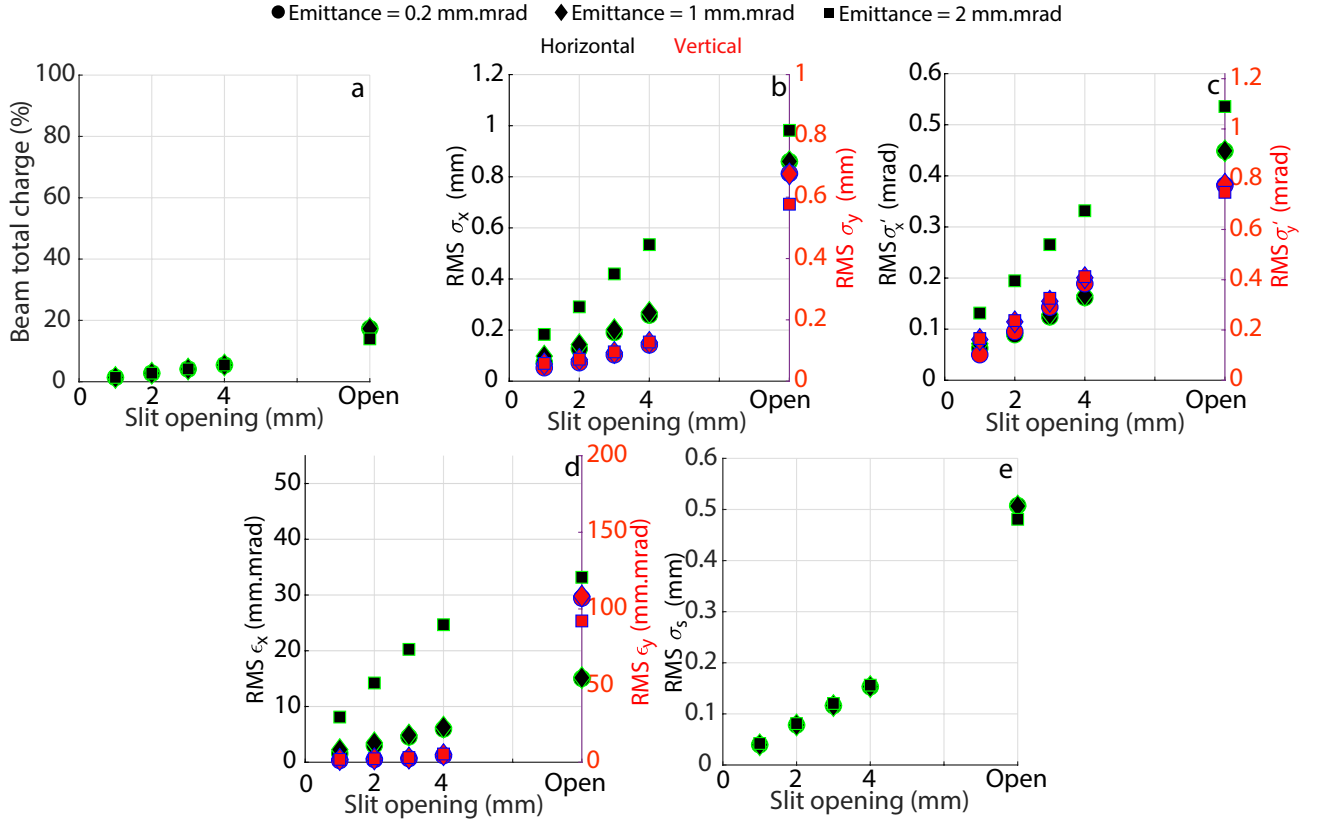 Emittance = 0.2 mm.mrad Emittance = 1 mm.mrad Emittance = 2 mm.mrad
Horizontal Vertical
a
Beam total charge (%)
100
80
60
40
20
0
0 2 4 Open
Slit opening (mm)
b
RMS σx (mm)
1.2
1
0.8
0.6
0.4
0.2
0
1
0.8
0.6
0.4
0.2
0
RMS σy (mm)
0 2 4 Open
Slit opening (mm)
c
RMS σx′ (mrad)
0.6
0.5
0.4
0.3
0.2
0.1
0
1.2
1
0.8
0.6
0.4
0.2
0
RMS σy′ (mrad)
0 2 4 Open
Slit opening (mm)
d
RMS ϵx (mm.mrad)
50
40
30
20
10
0
200
150
100
50
0
RMS ϵy (mm.mrad)
0 2 4 Open
Slit opening (mm)
e
RMS σs (mm)
0.6
0.5
0.4
0.3
0.2
0.1
0
0 2 4 Open
Slit opening (mm)